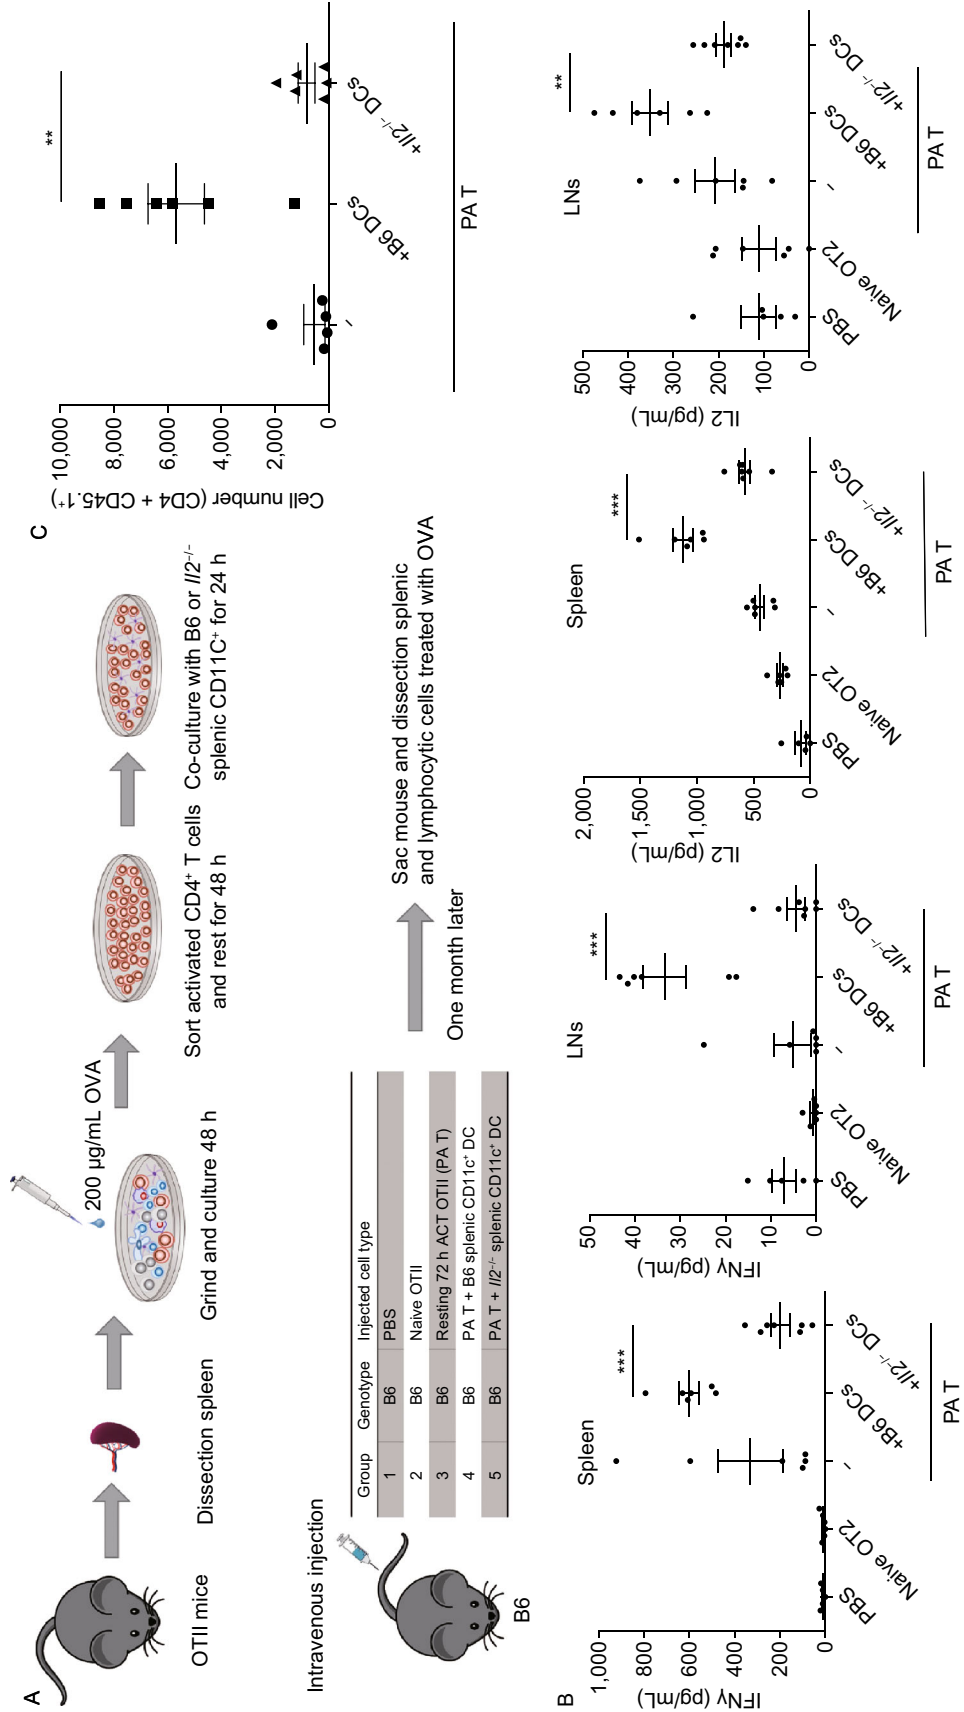 A
OTII mice
Dissection spleen
Grind and culture 48 h
200 µg/mL OVA
Sort activated CD4⁺ T cells
and rest for 48 h
Co-culture with B6 or Il2⁻/⁻
splenic CD11C⁺ for 24 h
Intravenous injection
B6
Group Genotype Injected cell type
1 B6 PBS
2 B6 Naive OTII
3 B6 Resting 72 h ACT OTII (PA T)
4 B6 PA T + B6 splenic CD11c⁺ DC
5 B6 PA T + Il2⁻/⁻ splenic CD11c⁺ DC
One month later
Sac mouse and dissection splenic
and lymphocytic cells treated with OVA
C
Cell number (CD4 + CD45.1⁺)
10,000
8,000
6,000
4,000
2,000
0
**
-
+B6 DCs
+Il2⁻/⁻ DCs
PA T
B
Spleen
IFNγ (pg/mL)
1,000
800
600
400
200
0
***
PBS
Naive OT2
-
+B6 DCs
+Il2⁻/⁻ DCs
PA T
LNs
IFNγ (pg/mL)
50
40
30
20
10
0
***
PBS
Naive OT2
-
+B6 DCs
+Il2⁻/⁻ DCs
PA T
Spleen
IL2 (pg/mL)
2,000
1,500
1,000
500
0
***
PBS
Naive OT2
-
+B6 DCs
+Il2⁻/⁻ DCs
PA T
LNs
IL2 (pg/mL)
500
400
300
200
100
0
**
PBS
Naive OT2
-
+B6 DCs
+Il2⁻/⁻ DCs
PA T